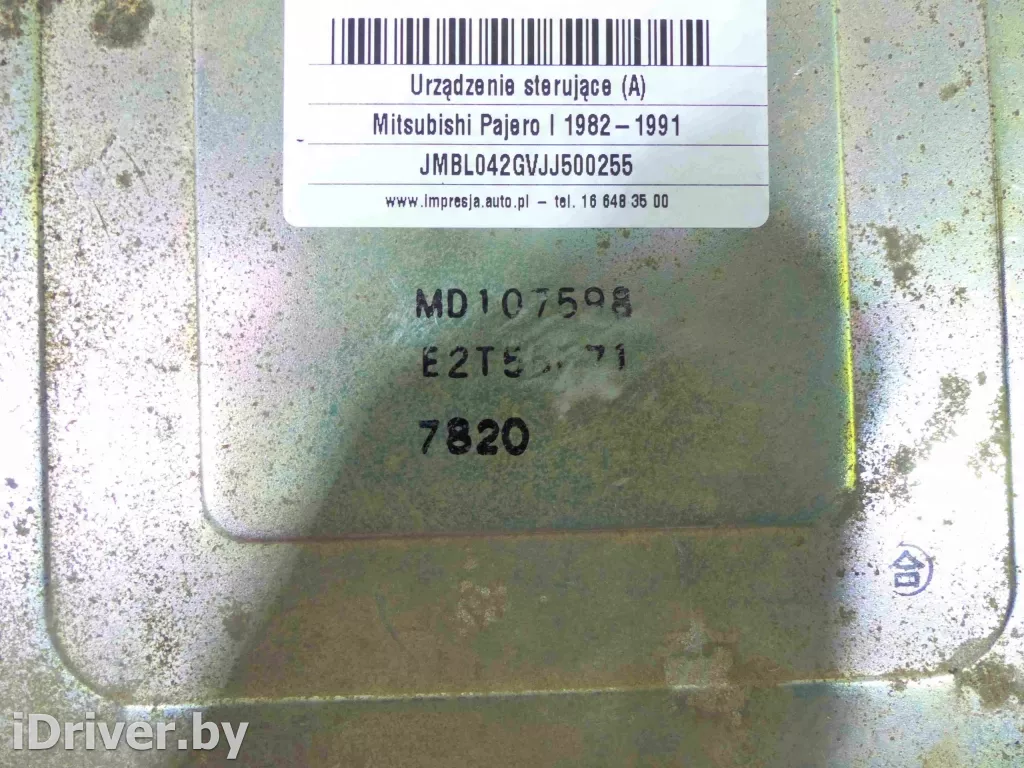 Urządzenie sterujące (A)
Mitsubishi Pajero I 1982-1991
JMBL042GVJJ500255
www.impresja.auto.pl - tel. 16 648 35 00
MD107598
7820
合
iDriver.by